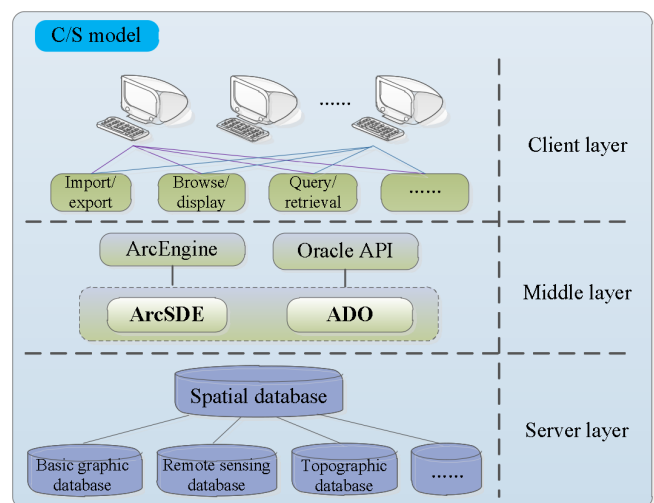 C/S model
......
Client layer
Import/
export
Browse/
display
Query/
retrieval
......
ArcEngine
Oracle API
Middle layer
ArcSDE
ADO
Spatial database
Server layer
Basic graphic
database
Remote sensing
database
Topographic
database
......